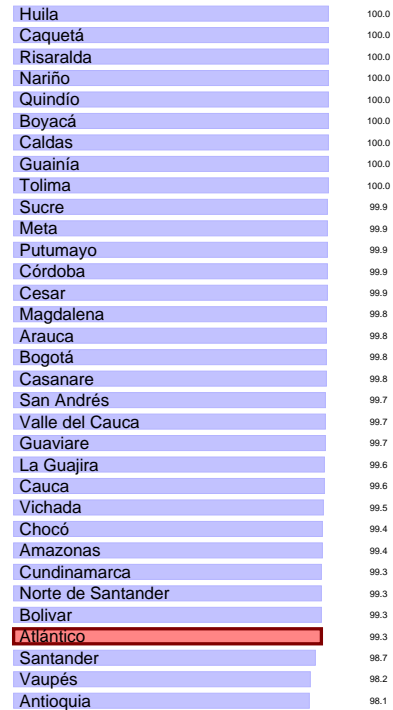 Huila 100.0
Caquetá 100.0
Risaralda 100.0
Nariño 100.0
Quindío 100.0
Boyacá 100.0
Caldas 100.0
Guainía 100.0
Tolima 100.0
Sucre 99.9
Meta 99.9
Putumayo 99.9
Córdoba 99.9
Cesar 99.9
Magdalena 99.8
Arauca 99.8
Bogotá 99.8
Casanare 99.8
San Andrés 99.7
Valle del Cauca 99.7
Guaviare 99.7
La Guajira 99.6
Cauca 99.6
Vichada 99.5
Chocó 99.4
Amazonas 99.4
Cundinamarca 99.3
Norte de Santander 99.3
Bolivar 99.3
Atlántico 99.3
Santander 98.7
Vaupés 98.2
Antioquia 98.1